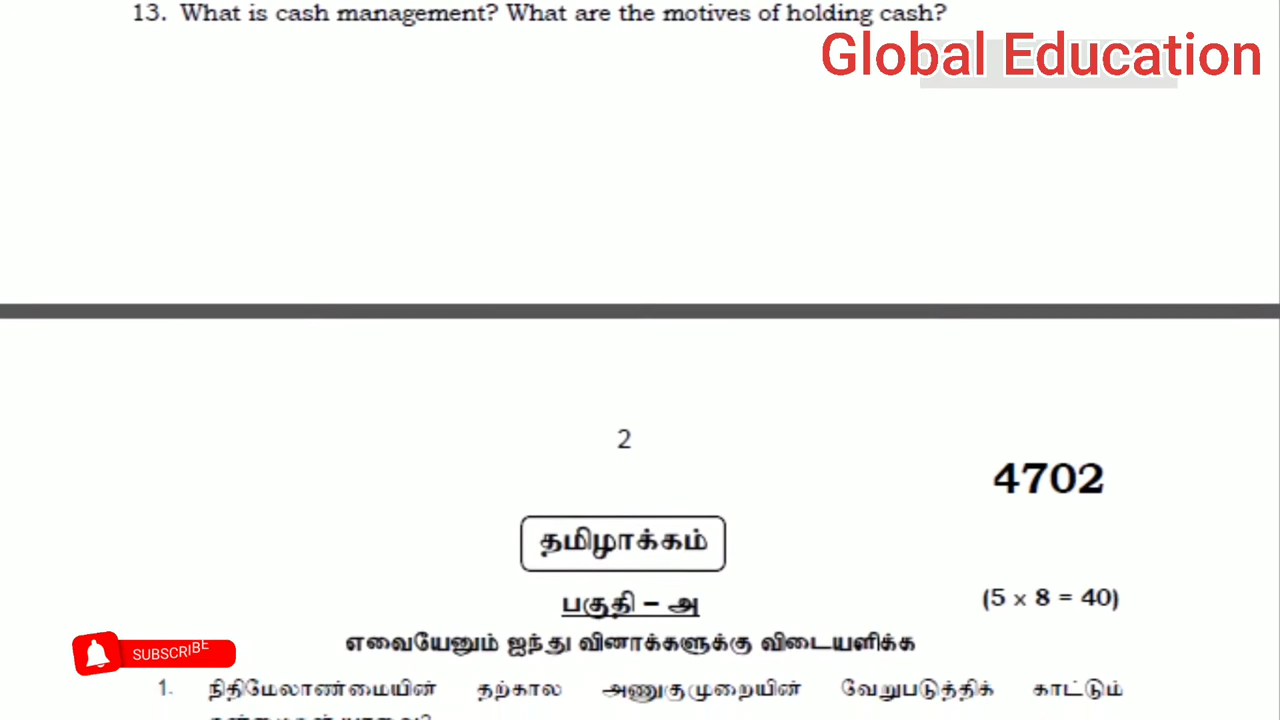 13. What is cash management? What are the motives of holding cash?
Global Education
2
4702
தமிழாக்கம்
பகுதி – அ
(5 x 8 = 40)
எவையேனும் ஐந்து வினாக்களுக்கு விடையளிக்க
SUBSCRIBE
1. நிதிமேலாண்மையின் தற்கால அணுகுமுறையின் வேறுபடுத்திக் காட்டும்